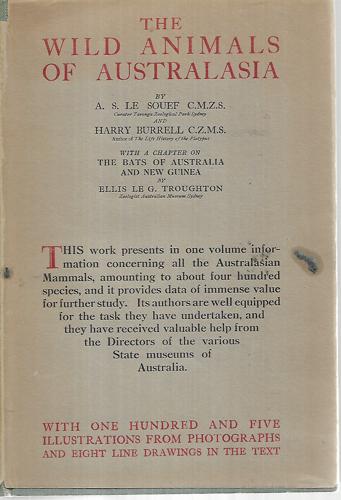 THE
WILD ANIMALS
OF AUSTRALASIA
BY
A. S. LE SOUEF C.M.Z.S.
Curator Taronga Zoological Park Sydney
AND
HARRY BURRELL C.Z.M.S.
Author of The Life History of the Platypus
WITH A CHAPTER ON
THE BATS OF AUSTRALIA
AND NEW GUINEA
BY
ELLIS LE G. TROUGHTON
Zoologist Australian Museum Sydney
THIS work presents in one volume infor-
mation concerning all the Australasian
Mammals, amounting to about four hundred
species, and it provides data of immense value
for further study. Its authors are well equipped
for the task they have undertaken, and
they have received valuable help from
the Directors of the various
State museums of
Australia.
WITH ONE HUNDRED AND FIVE
ILLUSTRATIONS FROM PHOTOGRAPHS
AND EIGHT LINE DRAWINGS IN THE TEXT